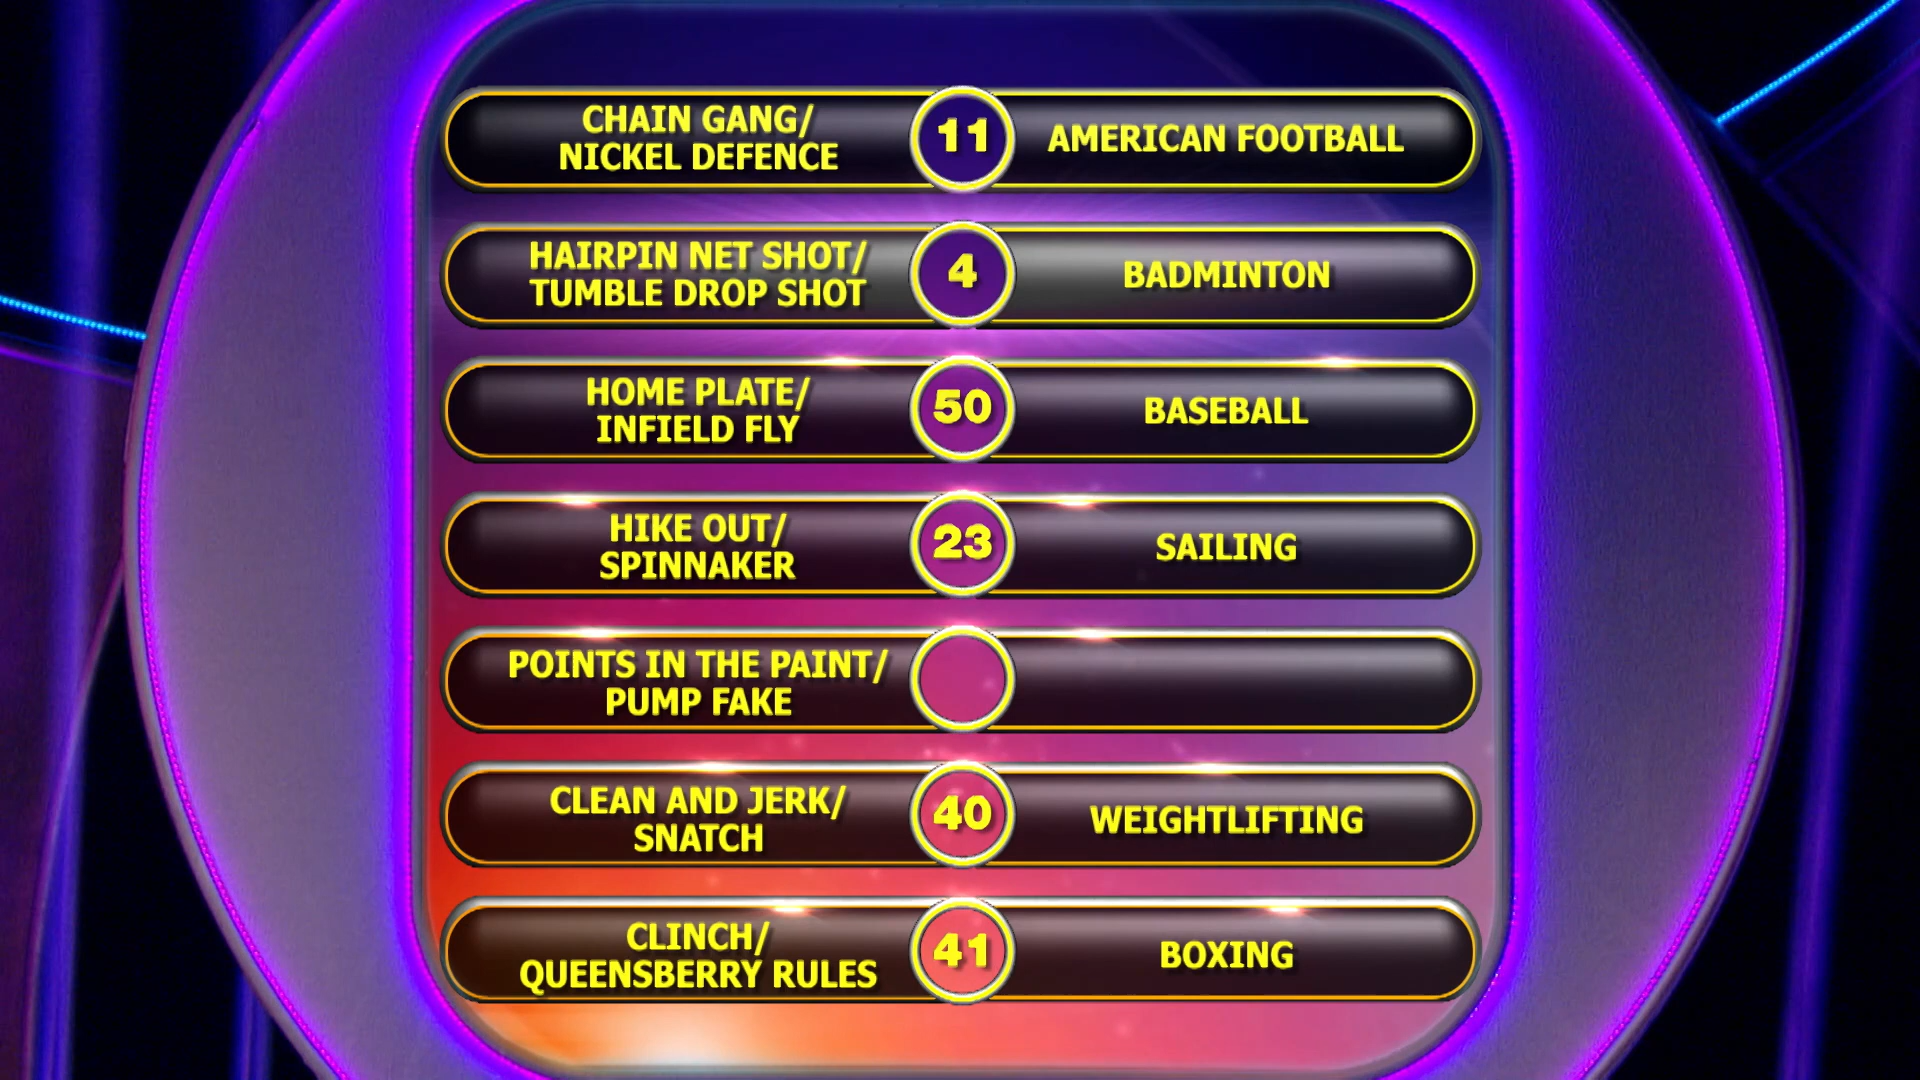 CHAIN GANG/
NICKEL DEFENCE
11
AMERICAN FOOTBALL
HAIRPIN NET SHOT/
TUMBLE DROP SHOT
4
BADMINTON
HOME PLATE/
INFIELD FLY
50
BASEBALL
HIKE OUT/
SPINNAKER
23
SAILING
POINTS IN THE PAINT/
PUMP FAKE
CLEAN AND JERK/
SNATCH
40
WEIGHTLIFTING
CLINCH/
QUEENSBERRY RULES
41
BOXING